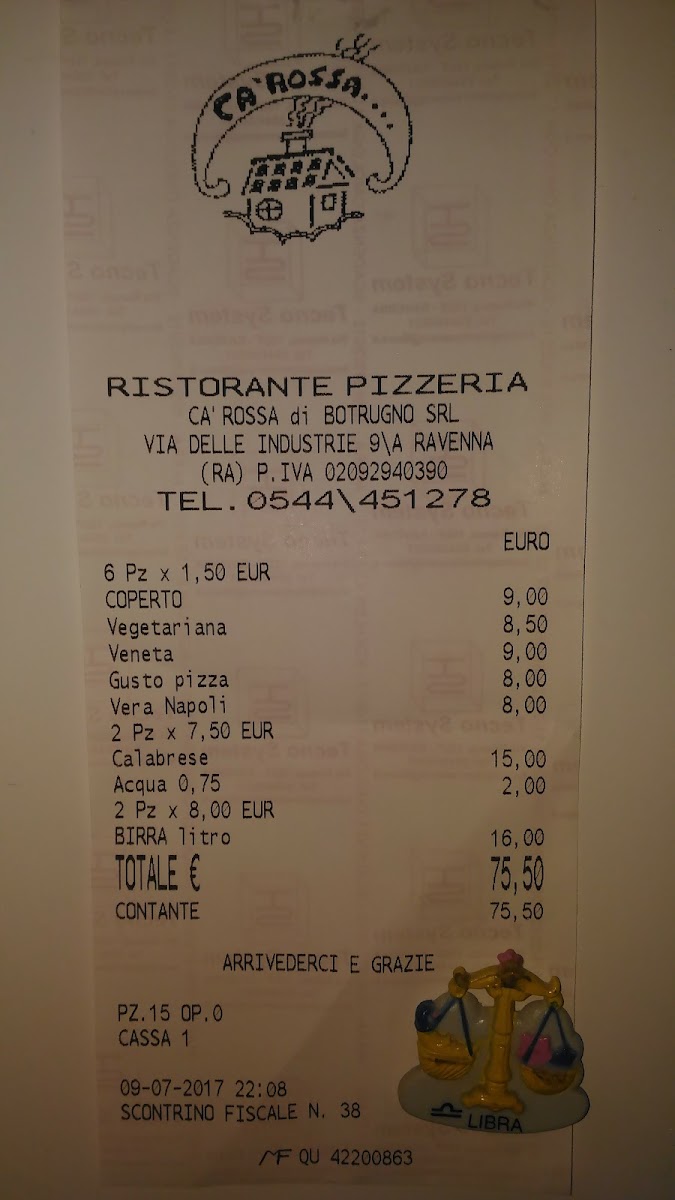 CA' ROSSA....
RISTORANTE PIZZERIA
CA' ROSSA di BOTRUGNO SRL
VIA DELLE INDUSTRIE 9\A RAVENNA
(RA) P.IVA 02092940390
TEL.0544\451278
EURO
6 Pz x 1,50 EUR
COPERTO 9,00
Vegetariana 8,50
Veneta 9,00
Gusto pizza 8,00
Vera Napoli 8,00
2 Pz x 7,50 EUR
Calabrese 15,00
Acqua 0,75 2,00
2 Pz x 8,00 EUR
BIRRA litro 16,00
TOTALE € 75,50
CONTANTE 75,50
ARRIVEDERCI E GRAZIE
PZ.15 OP.0
CASSA 1
09-07-2017 22:08
SCONTRINO FISCALE N. 38
MF QU 42200863
♎ LIBRA